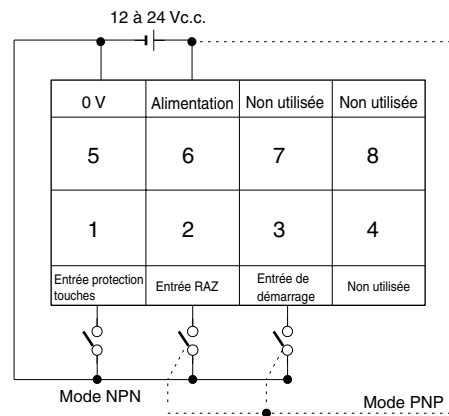 12 à 24 Vc.c.
0 V Alimentation Non utilisée Non utilisée
5 6 7 8
1 2 3 4
Entrée protection touches Entrée RAZ Entrée de démarrage Non utilisée
Mode NPN
Mode PNP